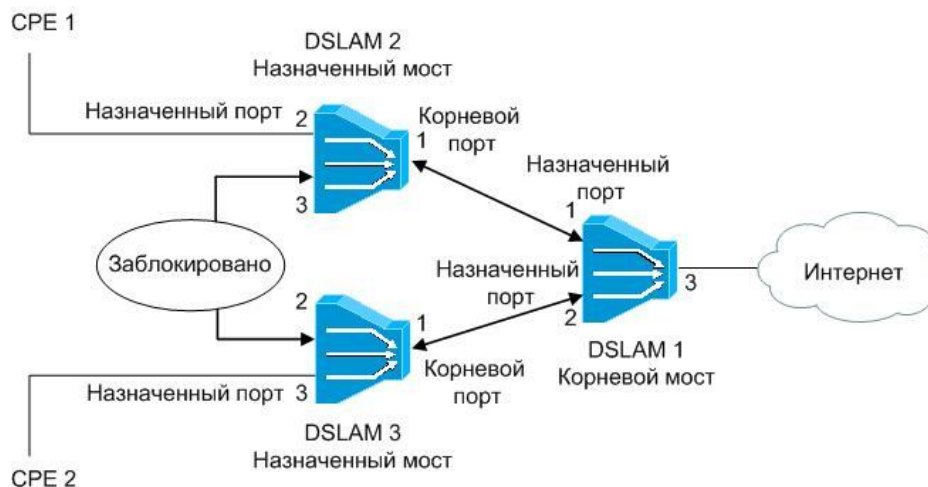 CPE 1
DSLAM 2
Назначенный мост
Назначенный порт
2
1
Корневой
порт
3
Назначенный
порт
1
Заблокировано
Назначенный
порт
2
3
Интернет
2
1
DSLAM 1
Корневой мост
Корневой
порт
Назначенный порт
3
DSLAM 3
Назначенный мост
CPE 2